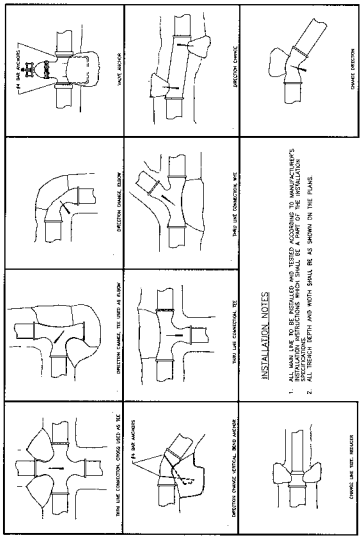 #4 BAR ANCHORS
VALVE ANCHOR
DIRECTION CHANGE
CHANGE DIRECTION
DIRECTION CHANGE, ELBOW
THRU LINE CONNECTION, WYE
DIRECTION CHANGE, TEE USED AS ELBOW
THRU LINE CONNECTION, TEE
INSTALLATION NOTES
1. ALL MAIN LINE TO BE INSTALLED AND TESTED ACCORDING TO MANUFACTURER'S
INSTALLATION INSTRUCTIONS WHICH SHALL BE A PART OF THE INSTALLATION
SPECIFICATIONS.
2. ALL TRENCH DEPTH AND WIDTH SHALL BE AS SHOWN ON THE PLANS.
THRU LINE CONNECTION, CROSS USED AS TEE
#4 BAR ANCHORS
DIRECTION CHANGE VERTICAL, BEND ANCHOR
CHANGE LINE REDUCER